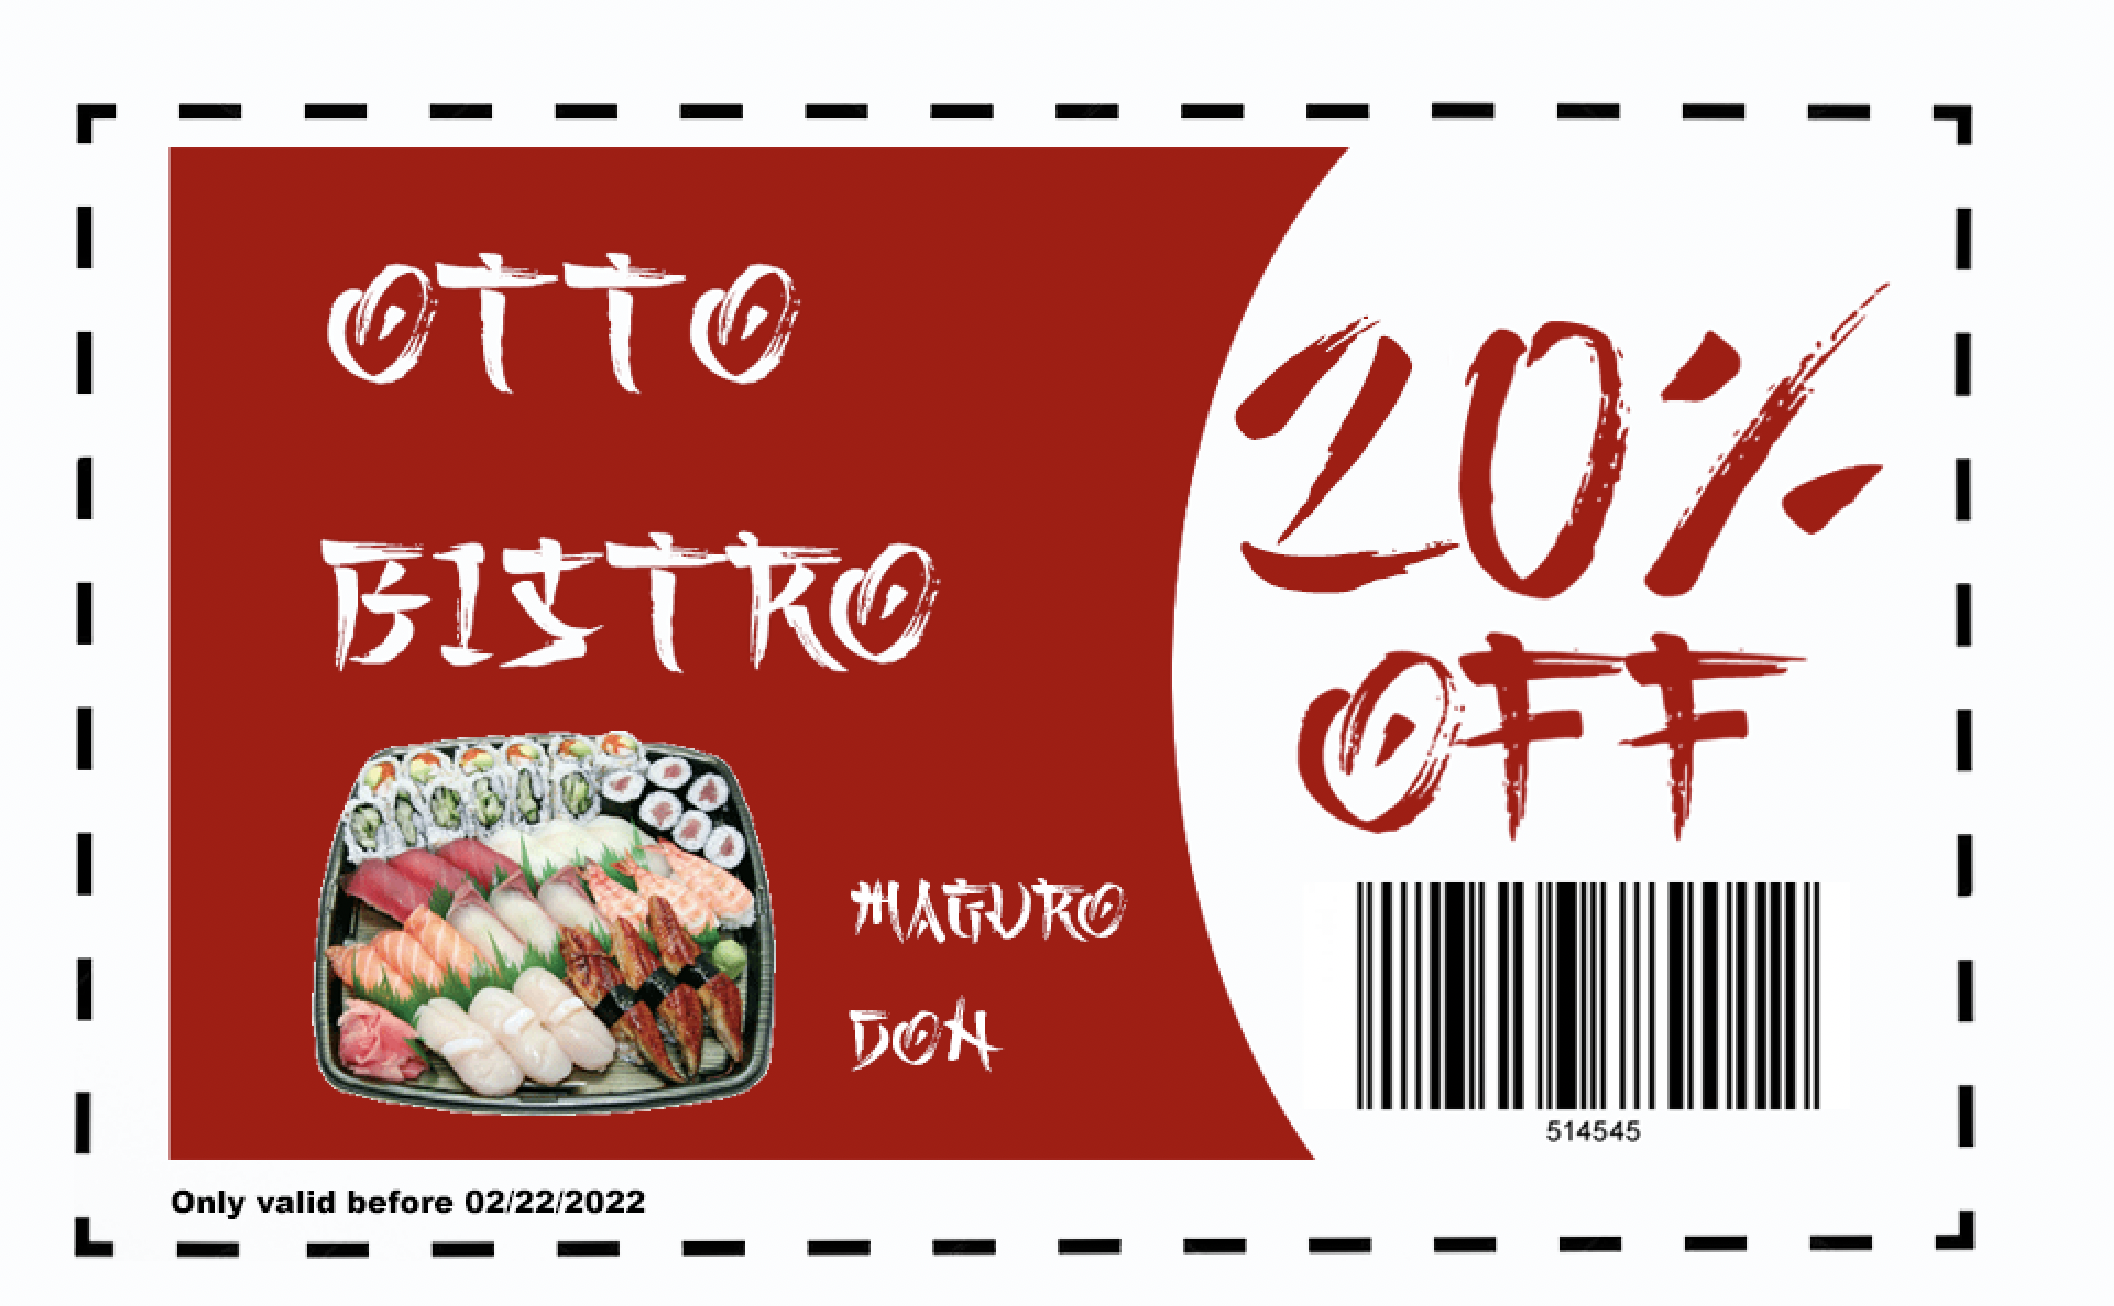 OTTO
BISTRO
MAGURO
DON
20%
OFF
514545
Only valid before 02/22/2022